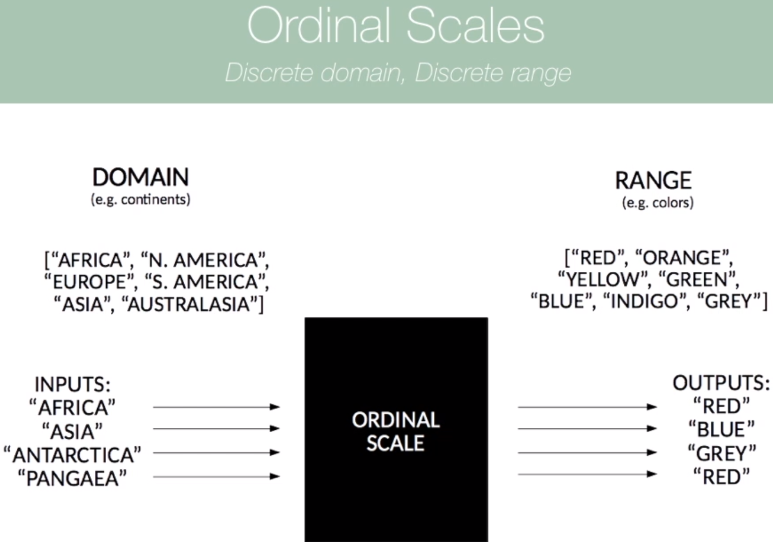 Ordinal Scales
Discrete domain, Discrete range
DOMAIN
(e.g. continents)
["AFRICA", "N. AMERICA",
"EUROPE", "S. AMERICA",
"ASIA", "AUSTRALASIA"]
RANGE
(e.g. colors)
["RED", "ORANGE",
"YELLOW", "GREEN",
"BLUE", "INDIGO", "GREY"]
INPUTS:
"AFRICA"
"ASIA"
"ANTARCTICA"
"PANGAEA"
ORDINAL
SCALE
OUTPUTS:
"RED"
"BLUE"
"GREY"
"RED"